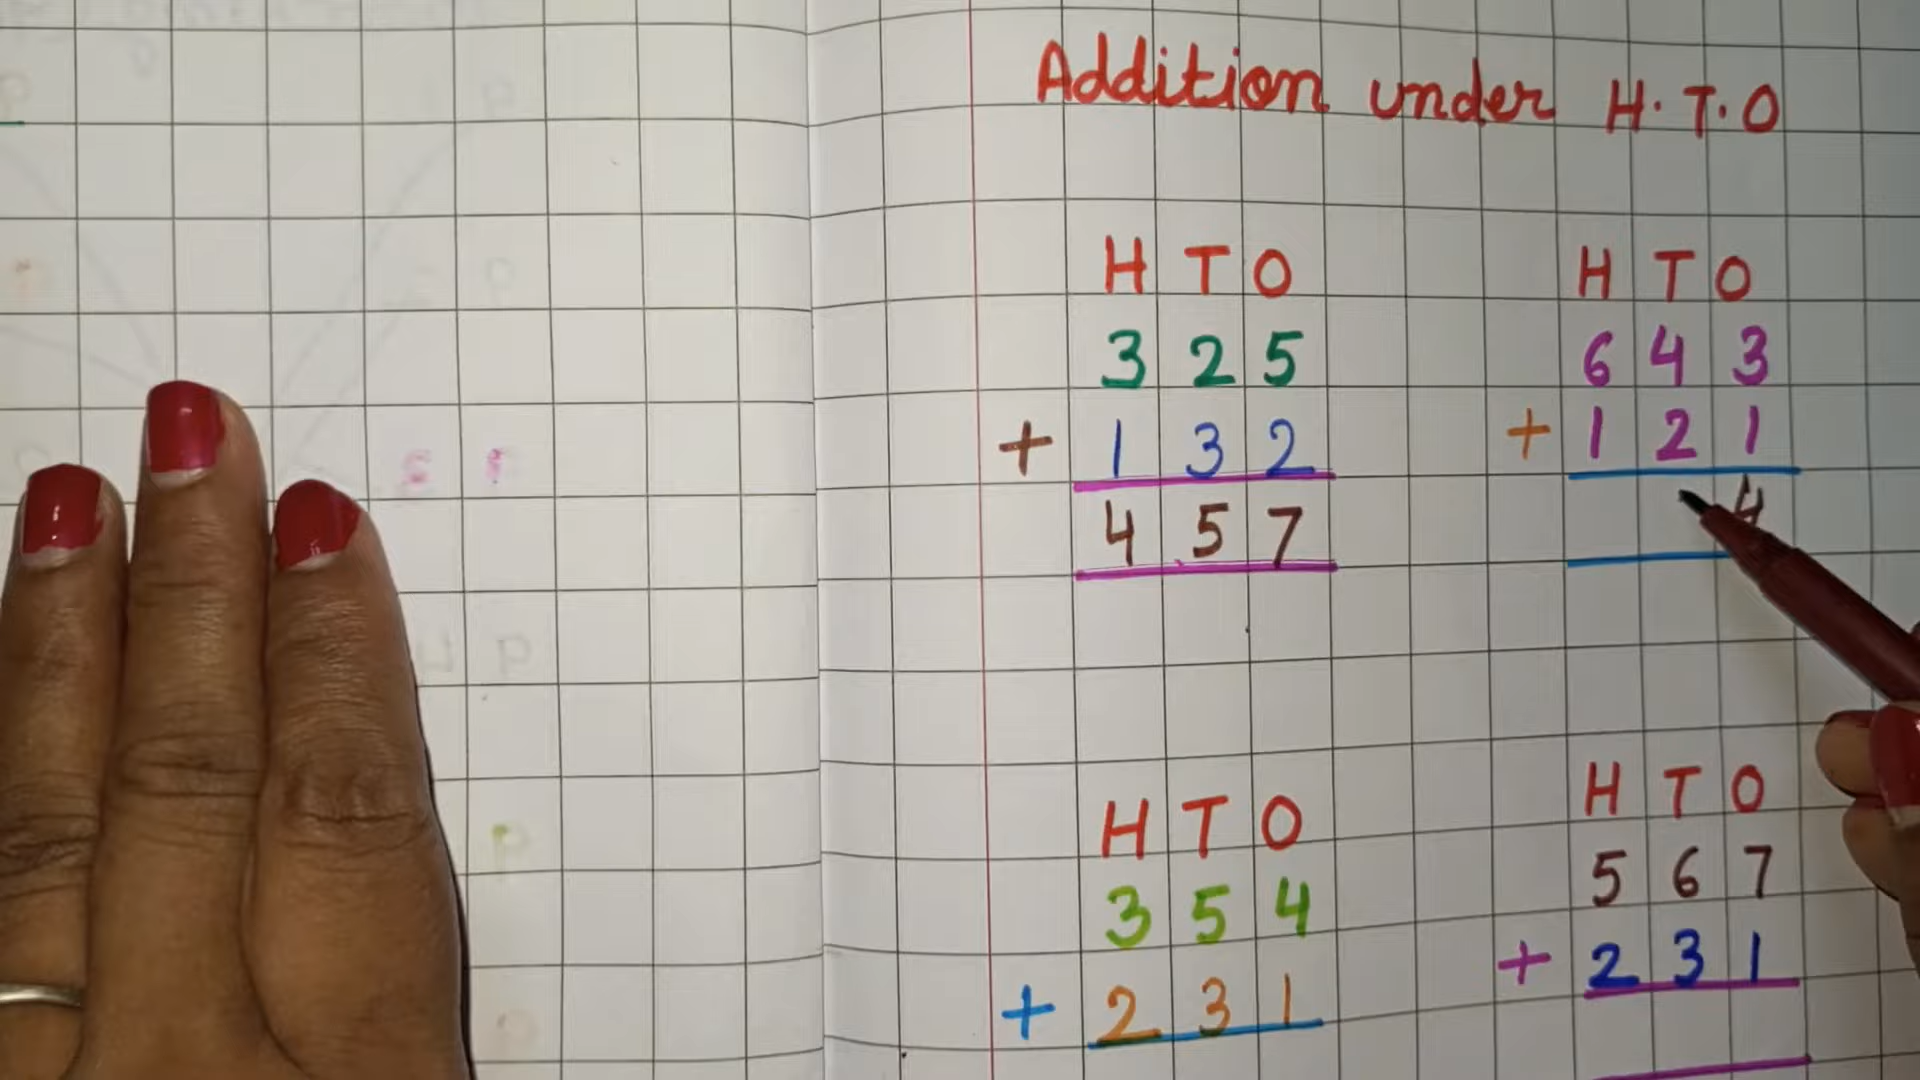 Addition under H.T.O
H T O
3 2 5
+ 1 3 2
4 5 7
H T O
6 4 3
+ 1 2 1
4
H T O
3 5 4
+ 2 3 1
H T O
5 6 7
+ 2 3 1